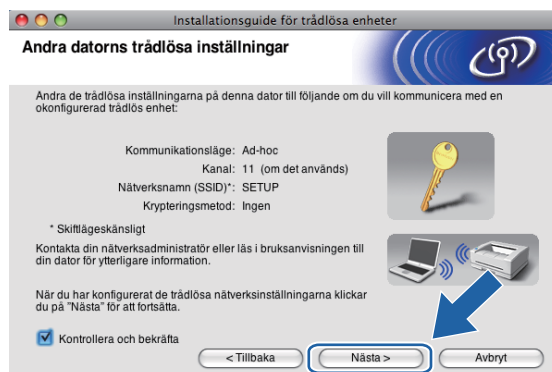 Installationsguide för trådlösa enheter
Andra datorns trådlösa inställningar
Andra de trådlösa inställningarna på denna dator till följande om du vill kommunicera med en
okonfigurerad trådlös enhet:
Kommunikationsläge: Ad-hoc
Kanal: 11 (om det används)
Nätverksnamn (SSID)*: SETUP
Krypteringsmetod: Ingen
* Skiftlägeskänsligt
Kontakta din nätverksadministratör eller läs i bruksanvisningen till
din dator för ytterligare information.
När du har konfigurerat de trådlösa nätverksinställningarna klickar
du på "Nästa" för att fortsätta.
Kontrollera och bekräfta
< Tillbaka
Nästa >
Avbryt